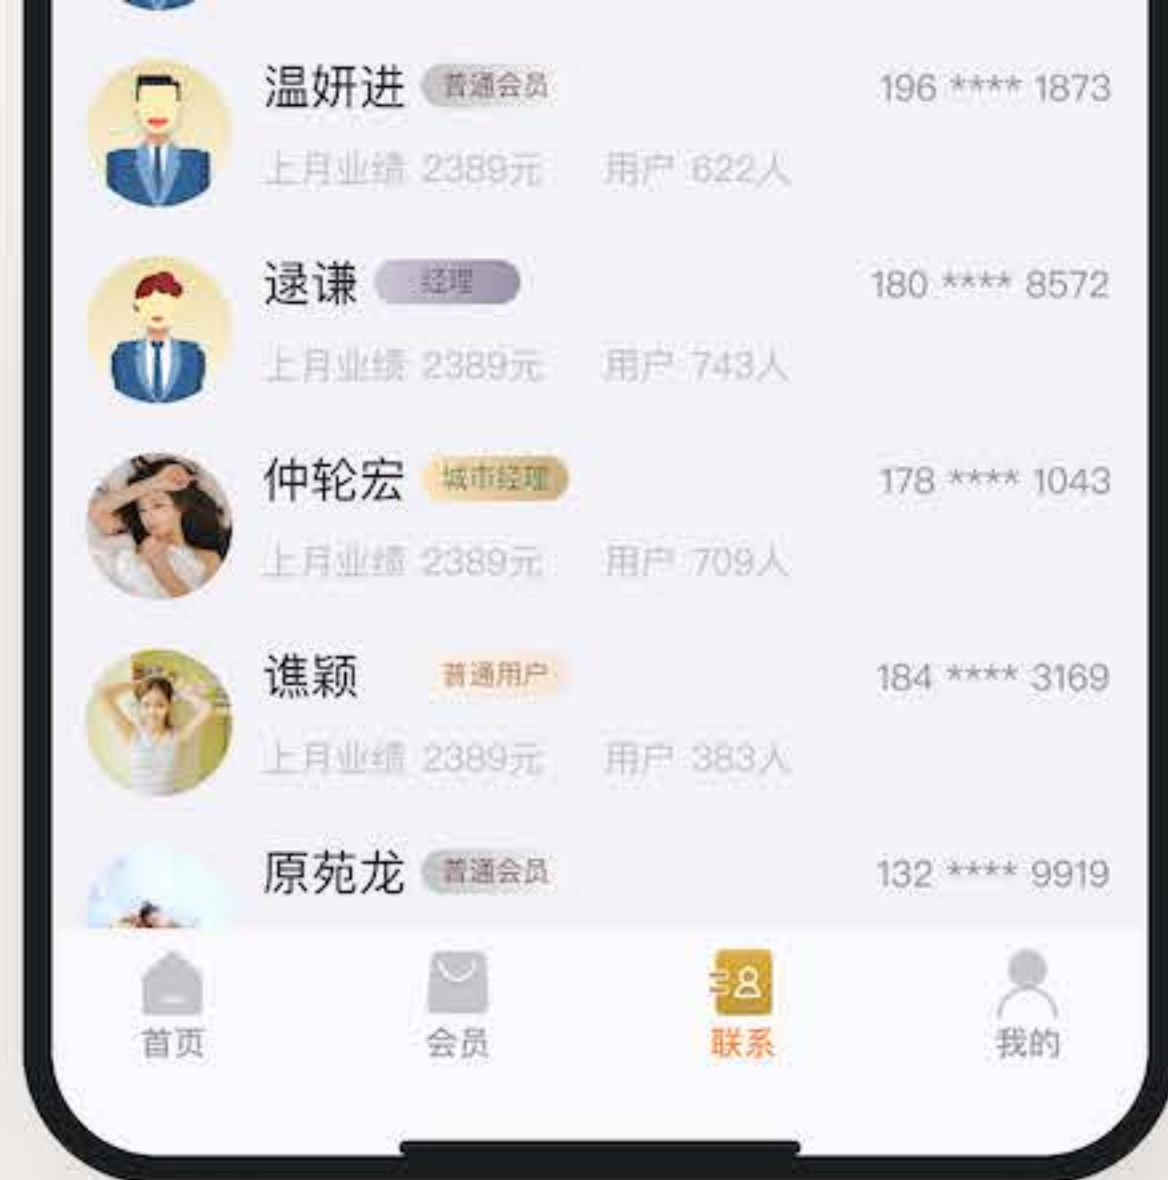 温妍进 普通会员 196 **** 1873
上月业绩 2389元 用户 622人
逯谦 经理 180 **** 8572
上月业绩 2389元 用户 743人
仲轮宏 城市经理 178 **** 1043
上月业绩 2389元 用户 709人
谯颖 普通用户 184 **** 3169
上月业绩 2389元 用户 383人
原苑龙 普通会员 132 **** 9919
首页 会员 联系 我的